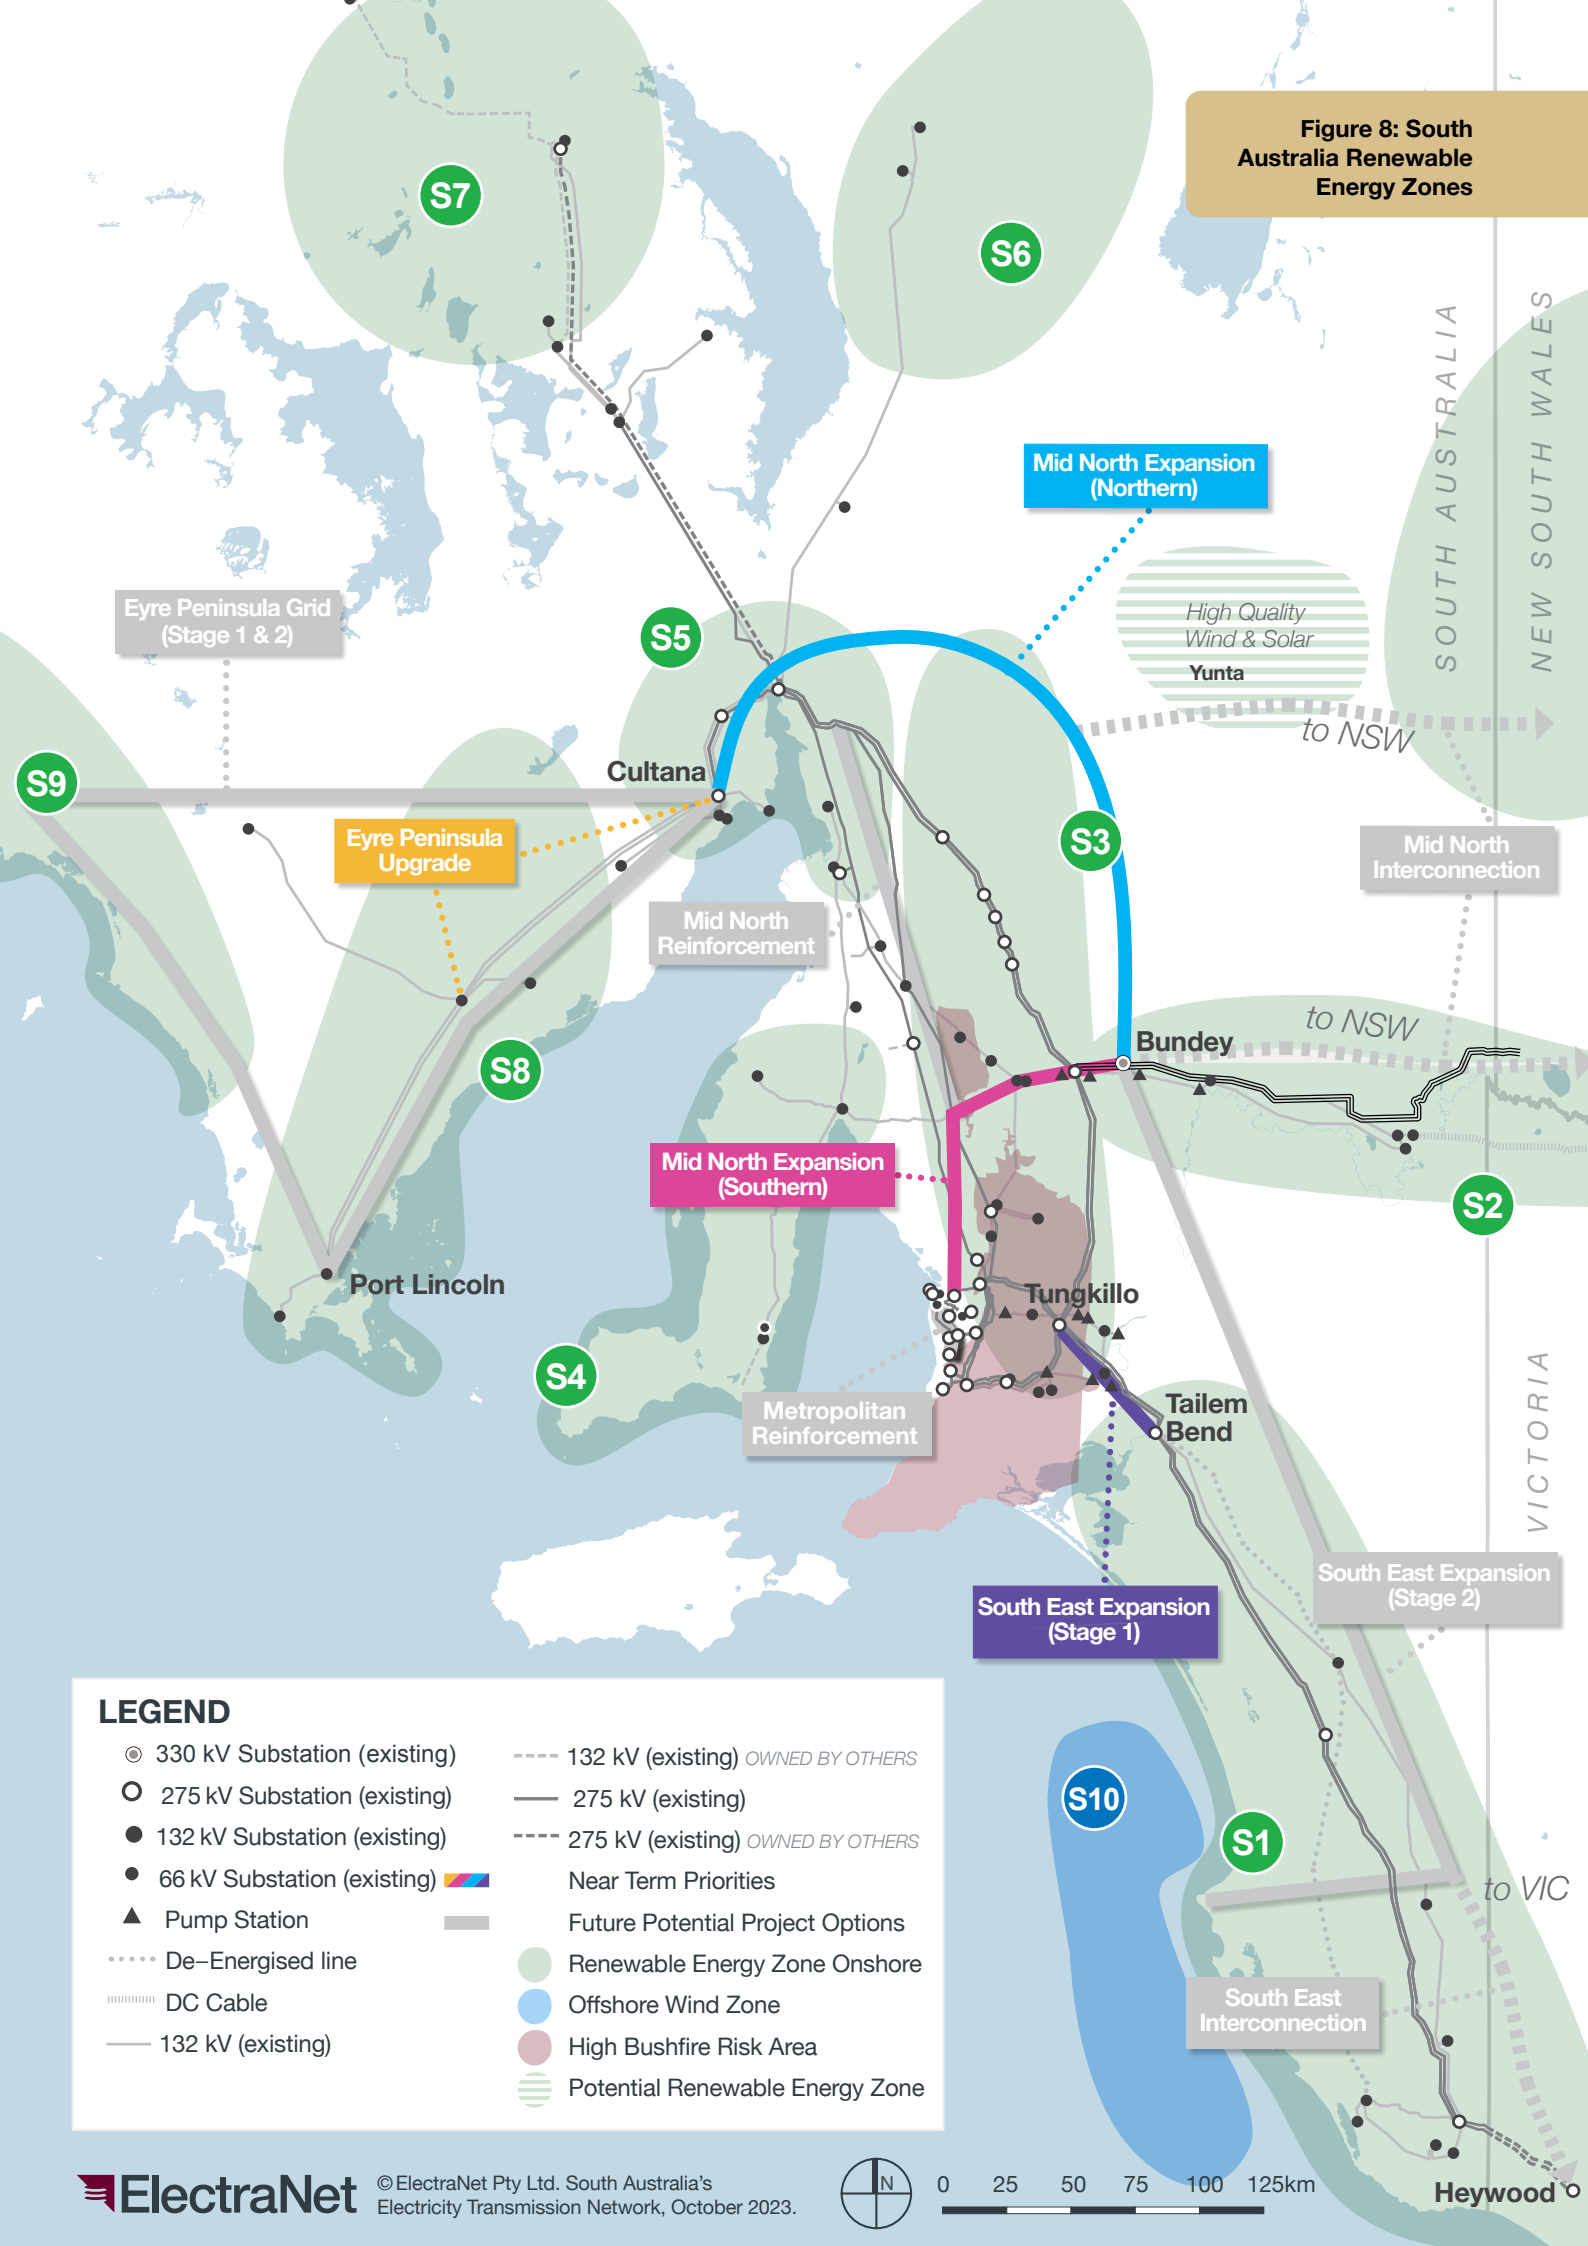 Figure 8: South
Australia Renewable
Energy Zones
S7
S6
SOUTH AUSTRALIA
NEW SOUTH WALES
Mid North Expansion
(Northern)
High Quality
Wind & Solar
Yunta
Eyre Peninsula Grid
(Stage 1 & 2)
S5
to NSW
Cultana
S9
Eyre Peninsula
Upgrade
S3
Mid North
Interconnection
Mid North
Reinforcement
to NSW
Bundey
S8
Mid North Expansion
(Southern)
S2
Port Lincoln
Tungkillo
S4
Metropolitan
Reinforcement
Tailem
Bend
VICTORIA
South East Expansion
(Stage 2)
South East Expansion
(Stage 1)
S10
S1
to VIC
South East
Interconnection
Heywood
LEGEND
330 kV Substation (existing)
275 kV Substation (existing)
132 kV Substation (existing)
66 kV Substation (existing)
Pump Station
De–Energised line
DC Cable
132 kV (existing)
132 kV (existing) OWNED BY OTHERS
275 kV (existing)
275 kV (existing) OWNED BY OTHERS
Near Term Priorities
Future Potential Project Options
Renewable Energy Zone Onshore
Offshore Wind Zone
High Bushfire Risk Area
Potential Renewable Energy Zone
ElectraNet
© ElectraNet Pty Ltd. South Australia's
Electricity Transmission Network, October 2023.
N
0 25 50 75 100 125km